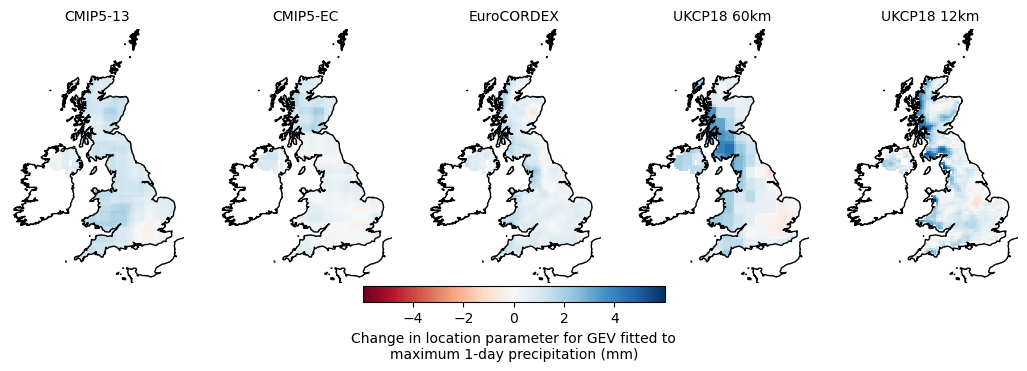 CMIP5-13
CMIP5-EC
EuroCORDEX
UKCP18 60km
UKCP18 12km
−4 −2 0 2 4
Change in location parameter for GEV fitted to
maximum 1-day precipitation (mm)